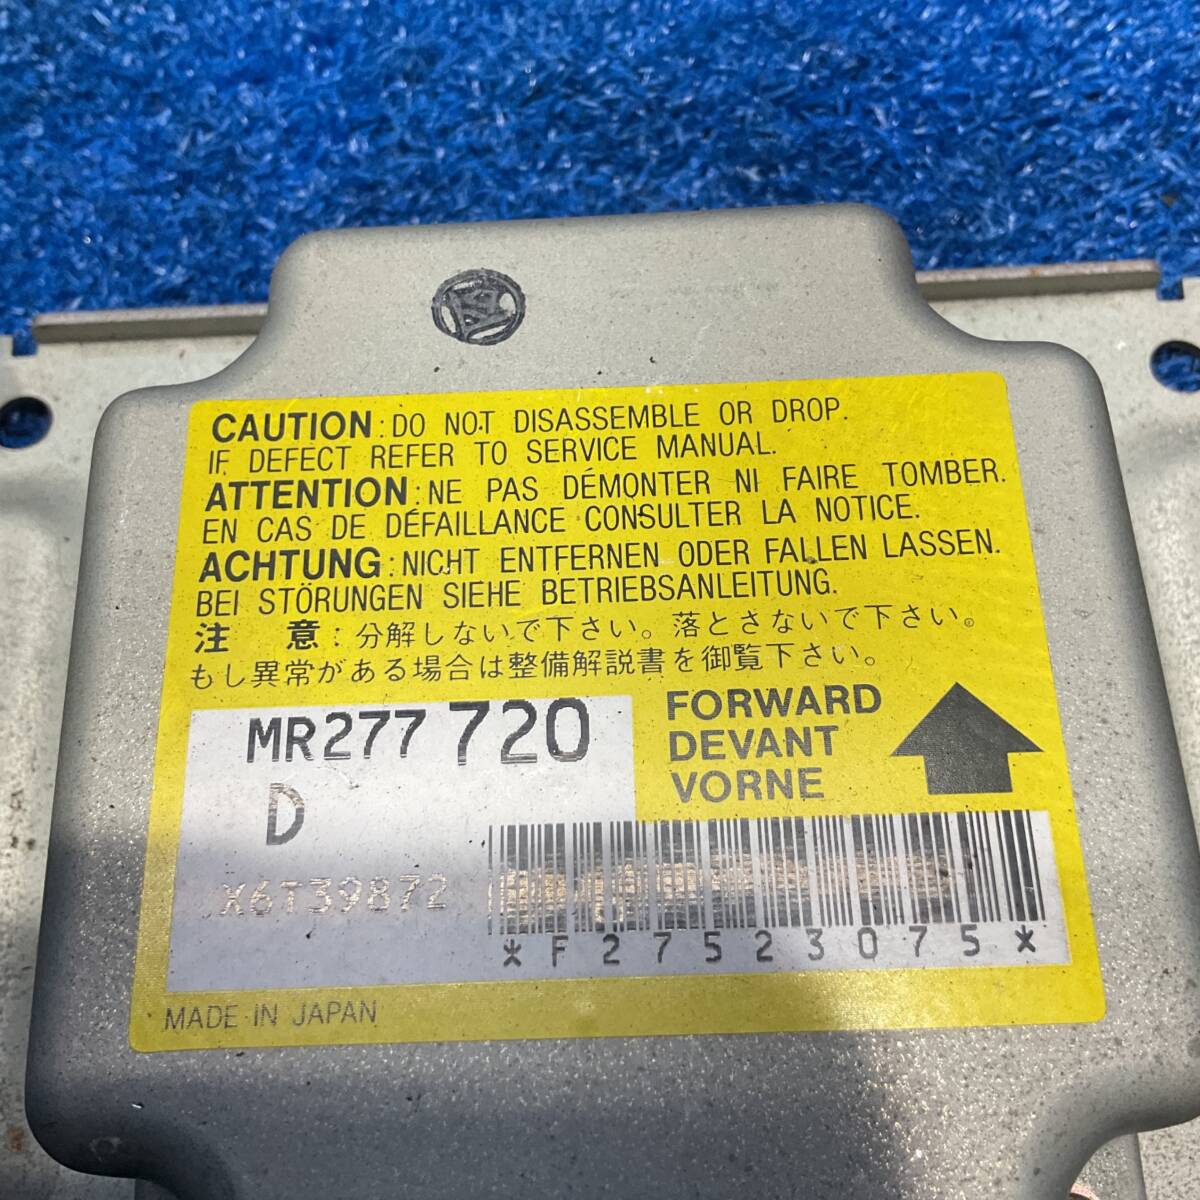 CAUTION: DO NOT DISASSEMBLE OR DROP.
IF DEFECT REFER TO SERVICE MANUAL.
ATTENTION: NE PAS DÉMONTER NI FAIRE TOMBER.
EN CAS DE DÉFAILLANCE CONSULTER LA NOTICE.
ACHTUNG: NICHT ENTFERNEN ODER FALLEN LASSEN.
BEI STÖRUNGEN SIEHE BETRIEBSANLEITUNG.
注　意：分解しないで下さい。落とさないで下さい。
もし異常がある場合は整備解説書を御覧下さい。
MR277 720
D
X6T39872
FORWARD
DEVANT
VORNE
*F27523075*
MADE IN JAPAN